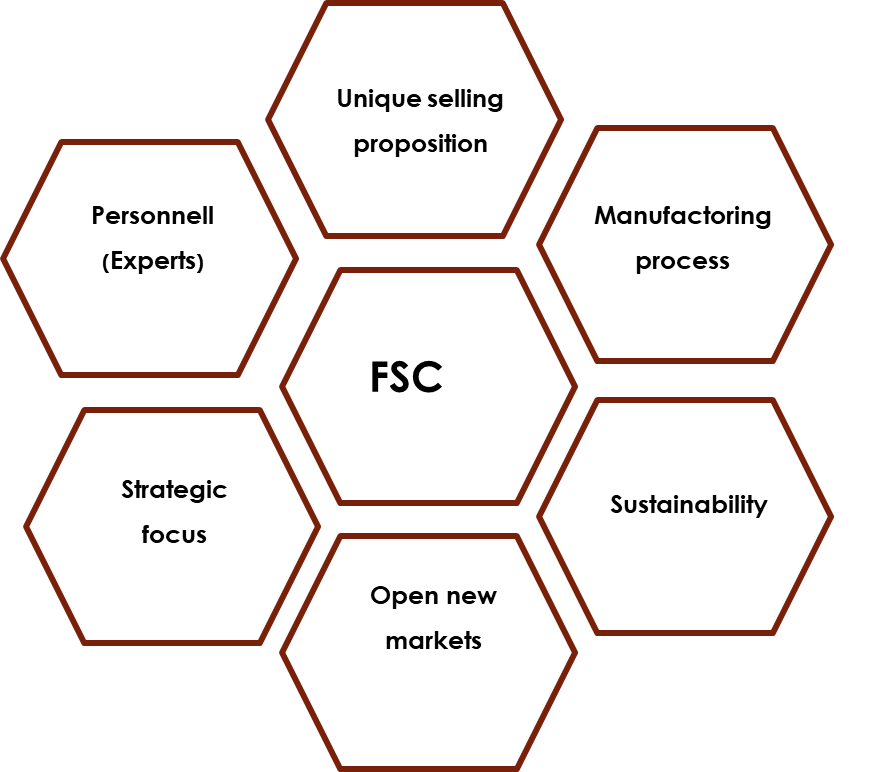 Unique selling
proposition
Personnell
(Experts)
Manufactoring
process
FSC
Strategic
focus
Sustainability
Open new
markets